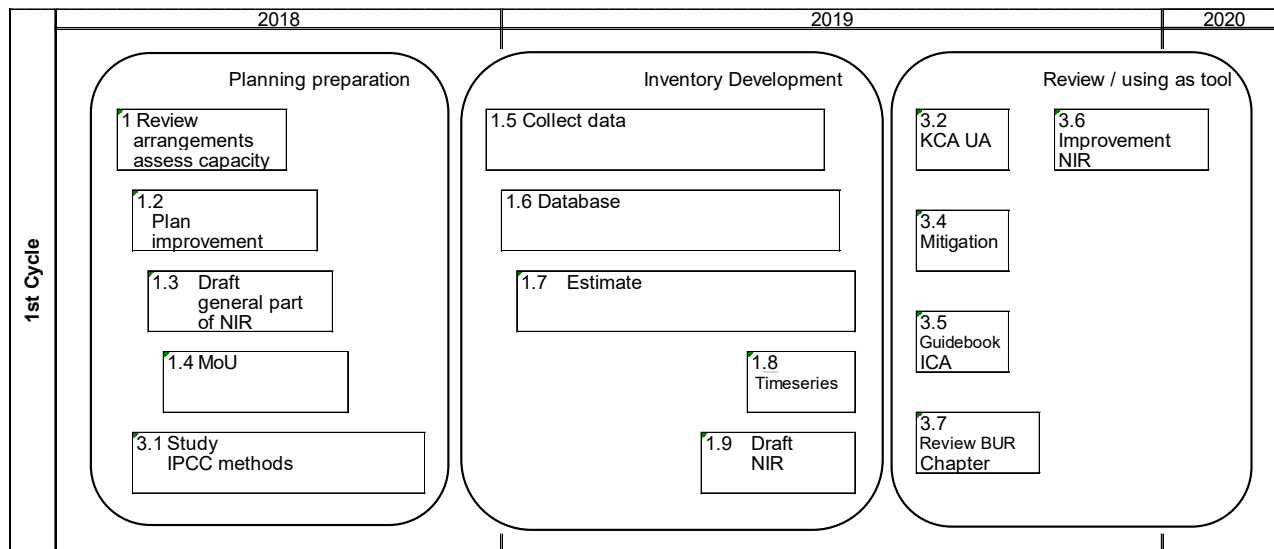 2018
2019
2020
1st Cycle
Planning preparation
1 Review
arrangements
assess capacity
1.2
Plan
improvement
1.3 Draft
general part
of NIR
1.4 MoU
3.1 Study
IPCC methods
Inventory Development
1.5 Collect data
1.6 Database
1.7 Estimate
1.8
Timeseries
1.9 Draft
NIR
Review / using as tool
3.2
KCA UA
3.6
Improvement
NIR
3.4
Mitigation
3.5
Guidebook
ICA
3.7
Review BUR
Chapter